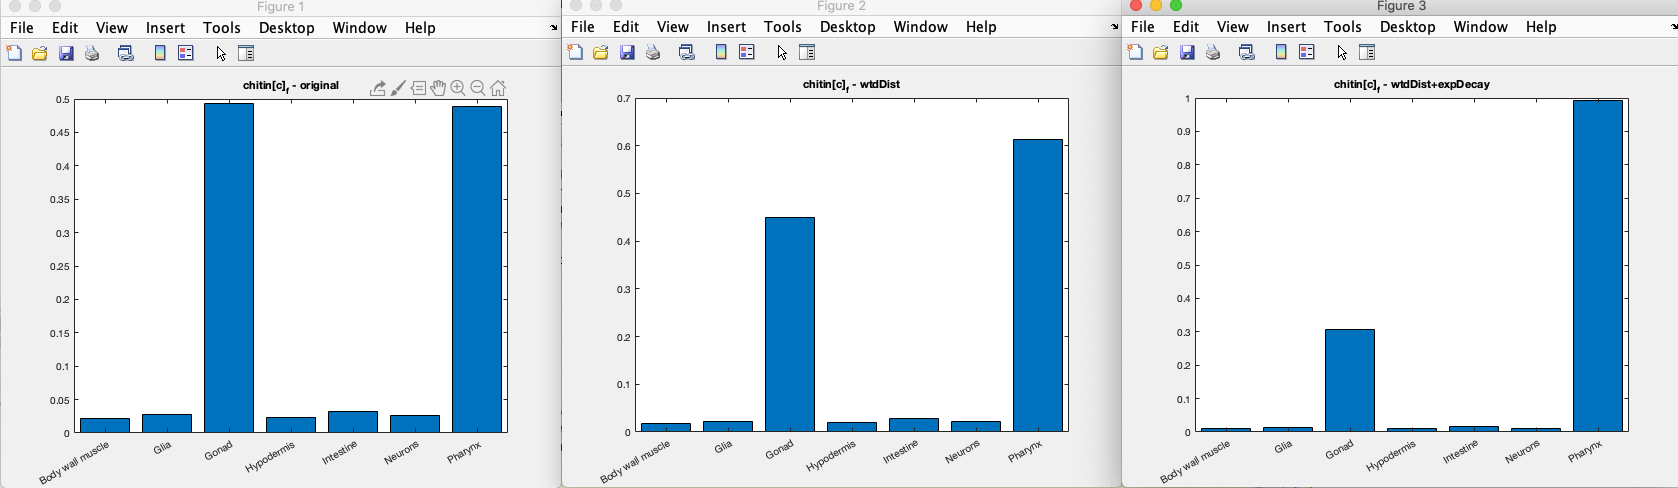 Figure 1
File Edit View Insert Tools Desktop Window Help
chitin[c]f - original
0.5
0.45
0.4
0.35
0.3
0.25
0.2
0.15
0.1
0.05
0
Body wall muscle
Glia
Gonad
Hypodermis
Intestine
Neurons
Pharynx
Figure 2
File Edit View Insert Tools Desktop Window Help
chitin[c]f - wtdDist
0.7
0.6
0.5
0.4
0.3
0.2
0.1
0
Body wall muscle
Glia
Gonad
Hypodermis
Intestine
Neurons
Pharynx
Figure 3
File Edit View Insert Tools Desktop Window Help
chitin[c]f - wtdDist+expDecay
1
0.9
0.8
0.7
0.6
0.5
0.4
0.3
0.2
0.1
0
Body wall muscle
Glia
Gonad
Hypodermis
Intestine
Neurons
Pharynx